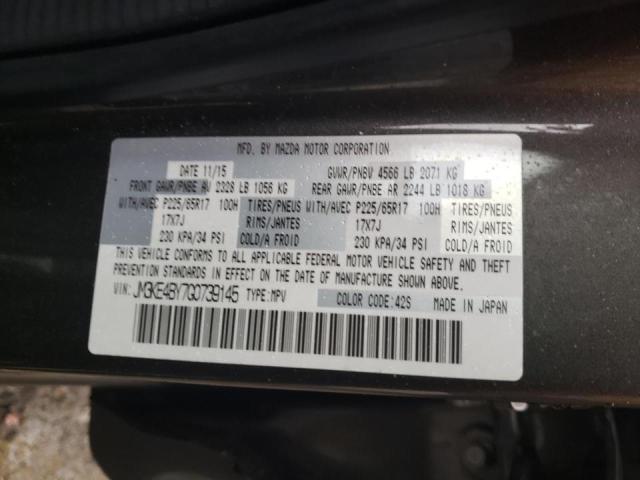 MFD. BY MAZDA MOTOR CORPORATION
DATE 11/15 GVWR/PNBV 4566 LB 2071 KG
FRONT GAWR/PNBE AV 2328 LB 1056 KG REAR GAWR/PNBE AR 2244 LB 1018 KG
WITH/AVEC P225/65R17 100H TIRES/PNEUS WITH/AVEC P225/65R17 100H TIRES/PNEUS
17X7J RIMS/JANTES 17X7J RIMS/JANTES
230 KPA/34 PSI COLD/A FROID 230 KPA/34 PSI COLD/A FROID
THIS VEHICLE CONFORMS TO ALL APPLICABLE FEDERAL MOTOR VEHICLE SAFETY AND THEFT
PREVENTION STANDARDS IN EFFECT ON THE DATE OF MANUFACTURE SHOWN ABOVE.
VIN: JM3KE4BY7G0739145 TYPE: MPV COLOR CODE: 42S MADE IN JAPAN